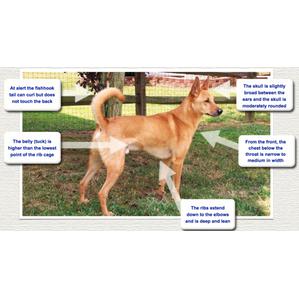 At alert the fishhook
tail can curl but does
not touch the back
The skull is slightly
broad between the
ears and the skull is
moderately rounded
The belly (tuck) is
higher than the lowest
point of the rib cage
From the front, the
chest below the
throat is narrow to
medium in width
The ribs extend
down to the elbows
and is deep and lean